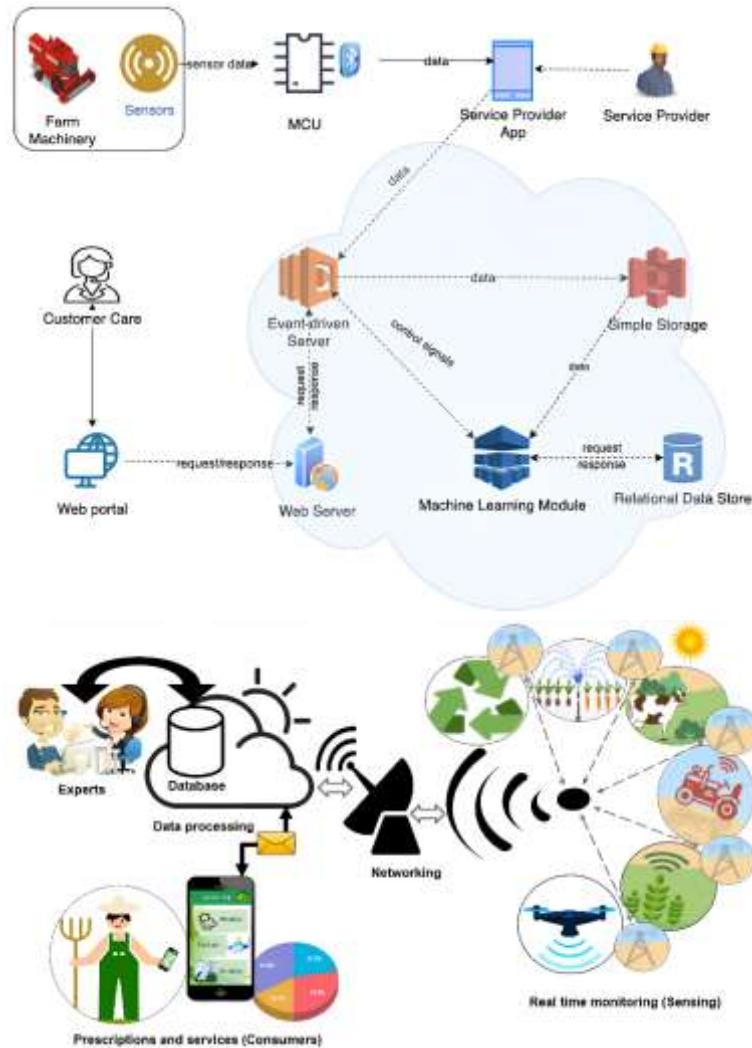 sensor data
data
Farm
Machinery
Sensors
MCU
Service Provider
App
Service Provider
data
data
Customer Care
Event-driven
Server
control signals
Simple Storage
request
response
data
request/response
request
response
R
Web portal
Web Server
Machine Learning Module
Relational Data Store
Experts
Database
Data processing
Networking
Real time monitoring (Sensing)
Prescriptions and services (Consumers)